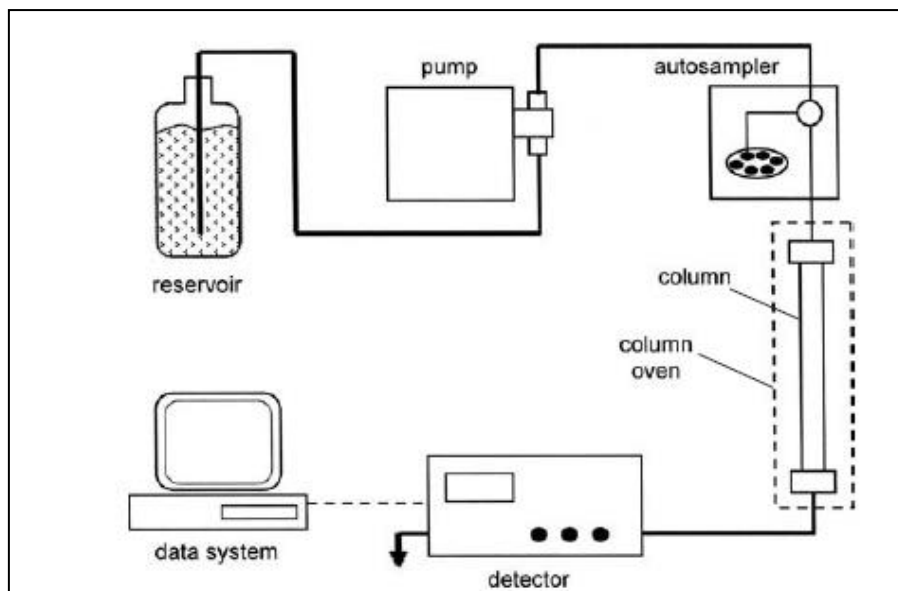 pump
autosampler
reservoir
column
column
oven
data system
detector